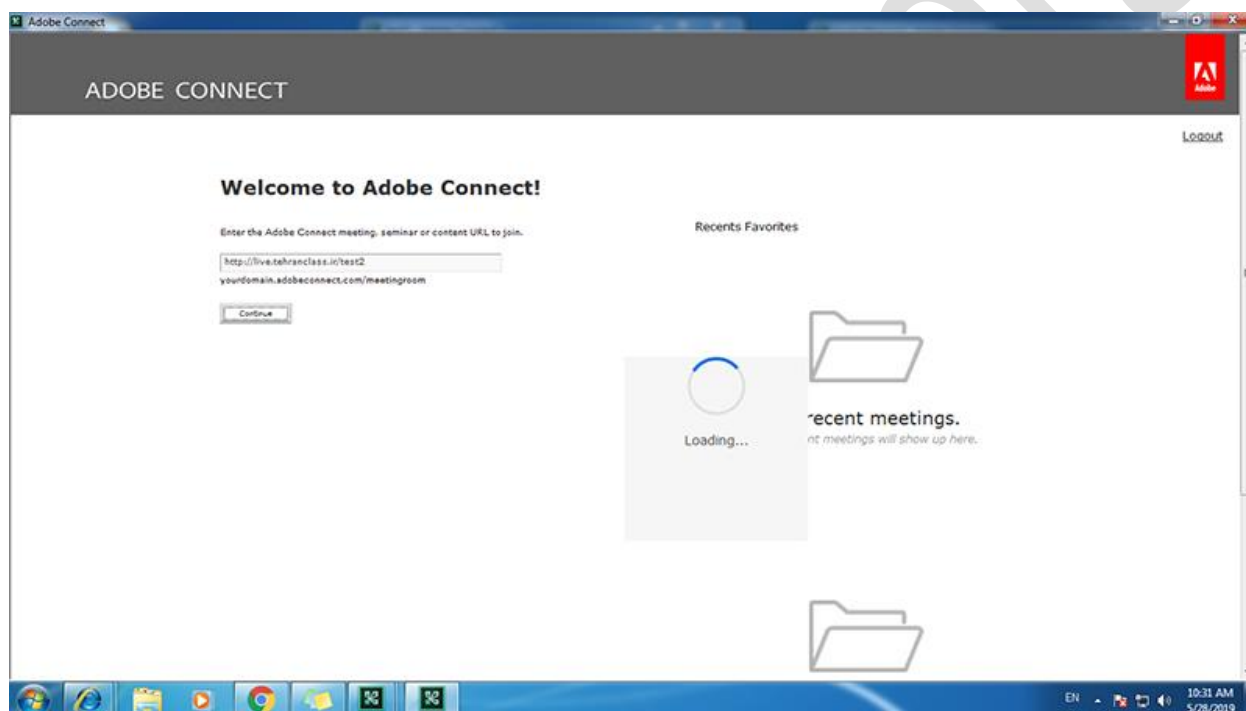 Adobe Connect
ADOBE CONNECT
Adobe
Logout
Welcome to Adobe Connect!
Enter the Adobe Connect meeting, seminar or content URL to join.
http://live.tehranclass.ir/test2
yourdomain.adobeconnect.com/meetingroom
Continue
Recents Favorites
Loading...
recent meetings.
nt meetings will show up here.
EN
10:31 AM
5/28/2019